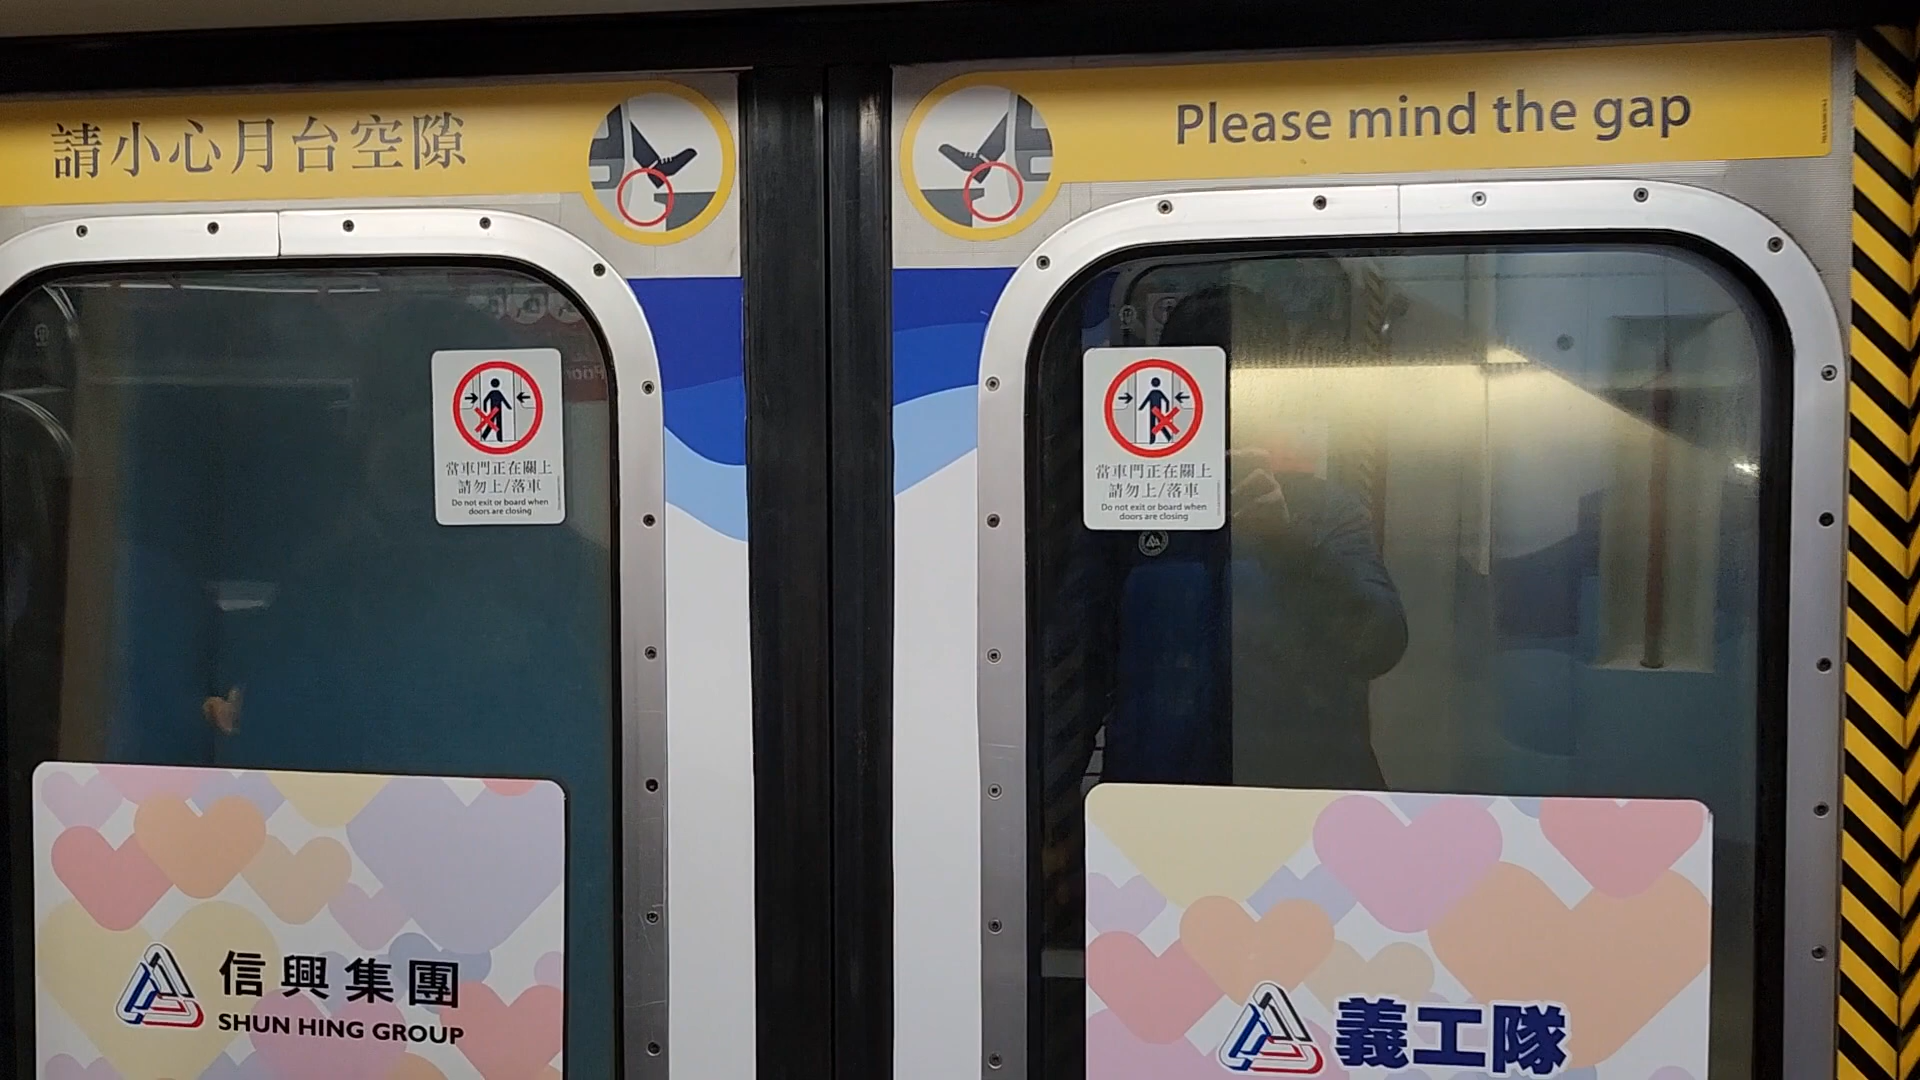 請小心月台空隙
Please mind the gap
當車門正在關上
請勿上/落車
Do not exit or board when
doors are closing
當車門正在關上
請勿上/落車
Do not exit or board when
doors are closing
信興集團
SHUN HING GROUP
義工隊